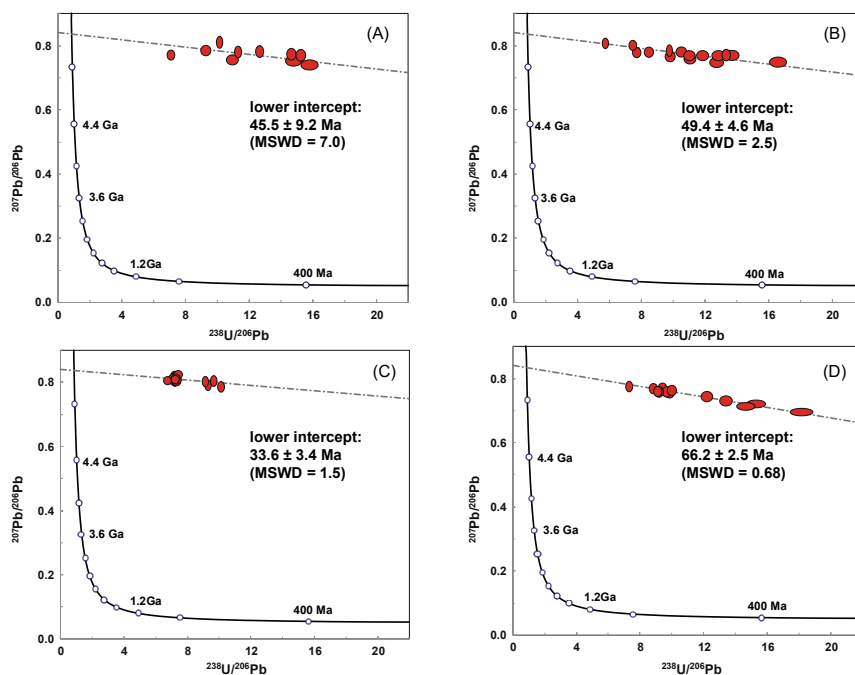 (A)
0.8
0.6
0.4
0.2
0.0
207Pb/206Pb
4.4 Ga
3.6 Ga
1.2Ga
400 Ma
lower intercept:
45.5 ± 9.2 Ma
(MSWD = 7.0)
0 4 8 12 16 20
238U/206Pb
(B)
0.8
0.6
0.4
0.2
0.0
207Pb/206Pb
4.4 Ga
3.6 Ga
1.2Ga
400 Ma
lower intercept:
49.4 ± 4.6 Ma
(MSWD = 2.5)
0 4 8 12 16 20
238U/206Pb
(C)
0.8
0.6
0.4
0.2
0.0
207Pb/206Pb
4.4 Ga
3.6 Ga
1.2Ga
400 Ma
lower intercept:
33.6 ± 3.4 Ma
(MSWD = 1.5)
0 4 8 12 16 20
238U/206Pb
(D)
0.8
0.6
0.4
0.2
0.0
207Pb/206Pb
4.4 Ga
3.6 Ga
1.2Ga
400 Ma
lower intercept:
66.2 ± 2.5 Ma
(MSWD = 0.68)
0 4 8 12 16 20
238U/206Pb